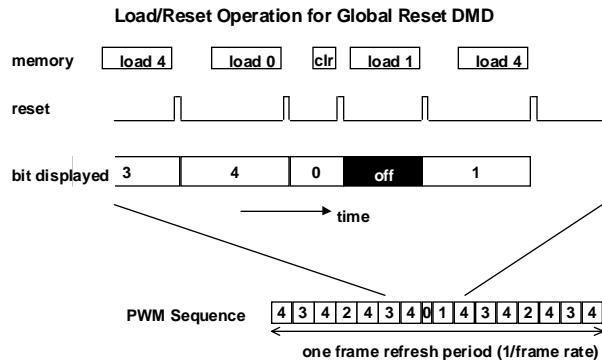 Load/Reset Operation for Global Reset DMD
memory load 4 load 0 clr load 1 load 4
reset
bit displayed 3 4 0 off 1
time
PWM Sequence 4 3 4 2 4 3 4 0 1 4 3 4 2 4 3 4
one frame refresh period (1/frame rate)